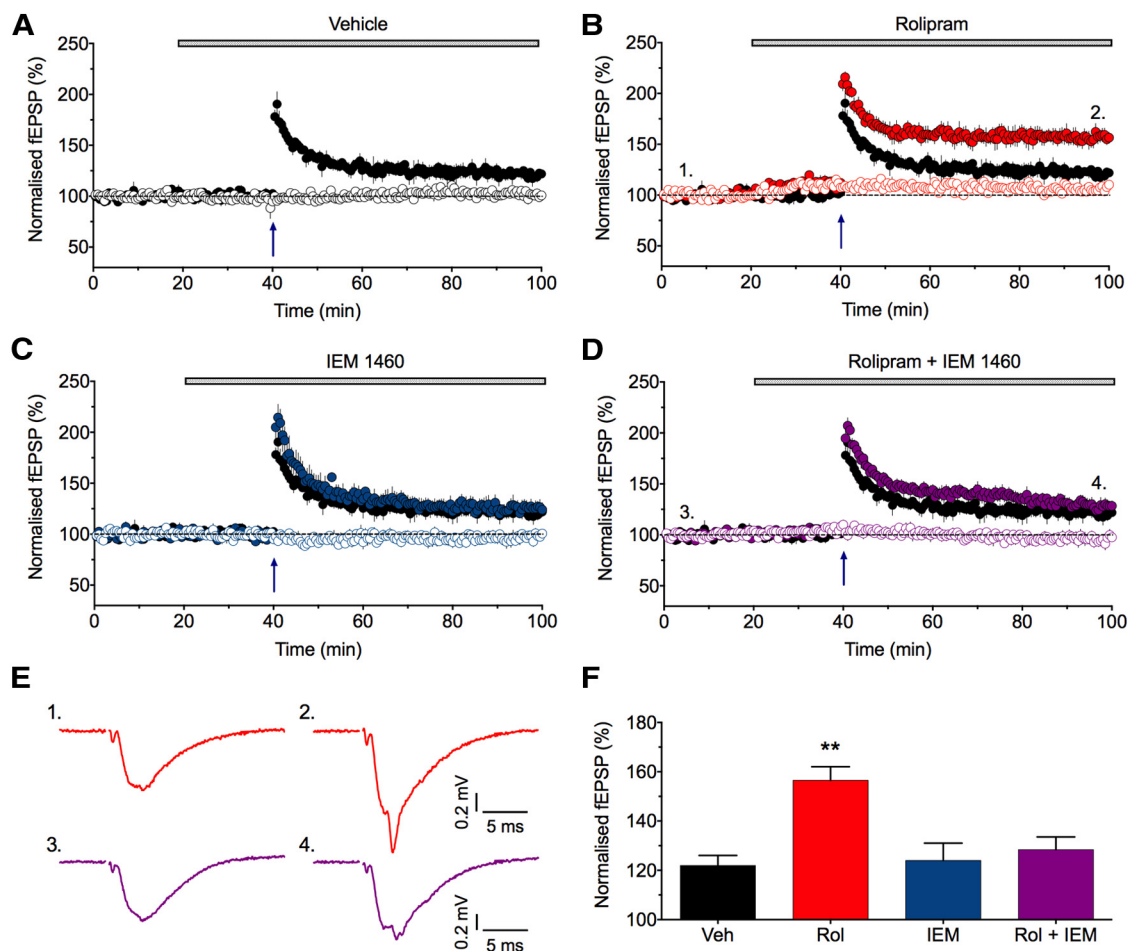 A
Vehicle
Normalised fEPSP (%)
250
200
150
100
50
0
20
40
60
80
100
Time (min)
B
Rolipram
Normalised fEPSP (%)
250
200
150
100
50
1.
2.
0
20
40
60
80
100
Time (min)
C
IEM 1460
Normalised fEPSP (%)
250
200
150
100
50
0
20
40
60
80
100
Time (min)
D
Rolipram + IEM 1460
Normalised fEPSP (%)
250
200
150
100
50
3.
4.
0
20
40
60
80
100
Time (min)
E
1.
2.
0.2 mV
5 ms
3.
4.
0.2 mV
5 ms
F
Normalised fEPSP (%)
180
160
140
120
100
**
Veh
Rol
IEM
Rol + IEM